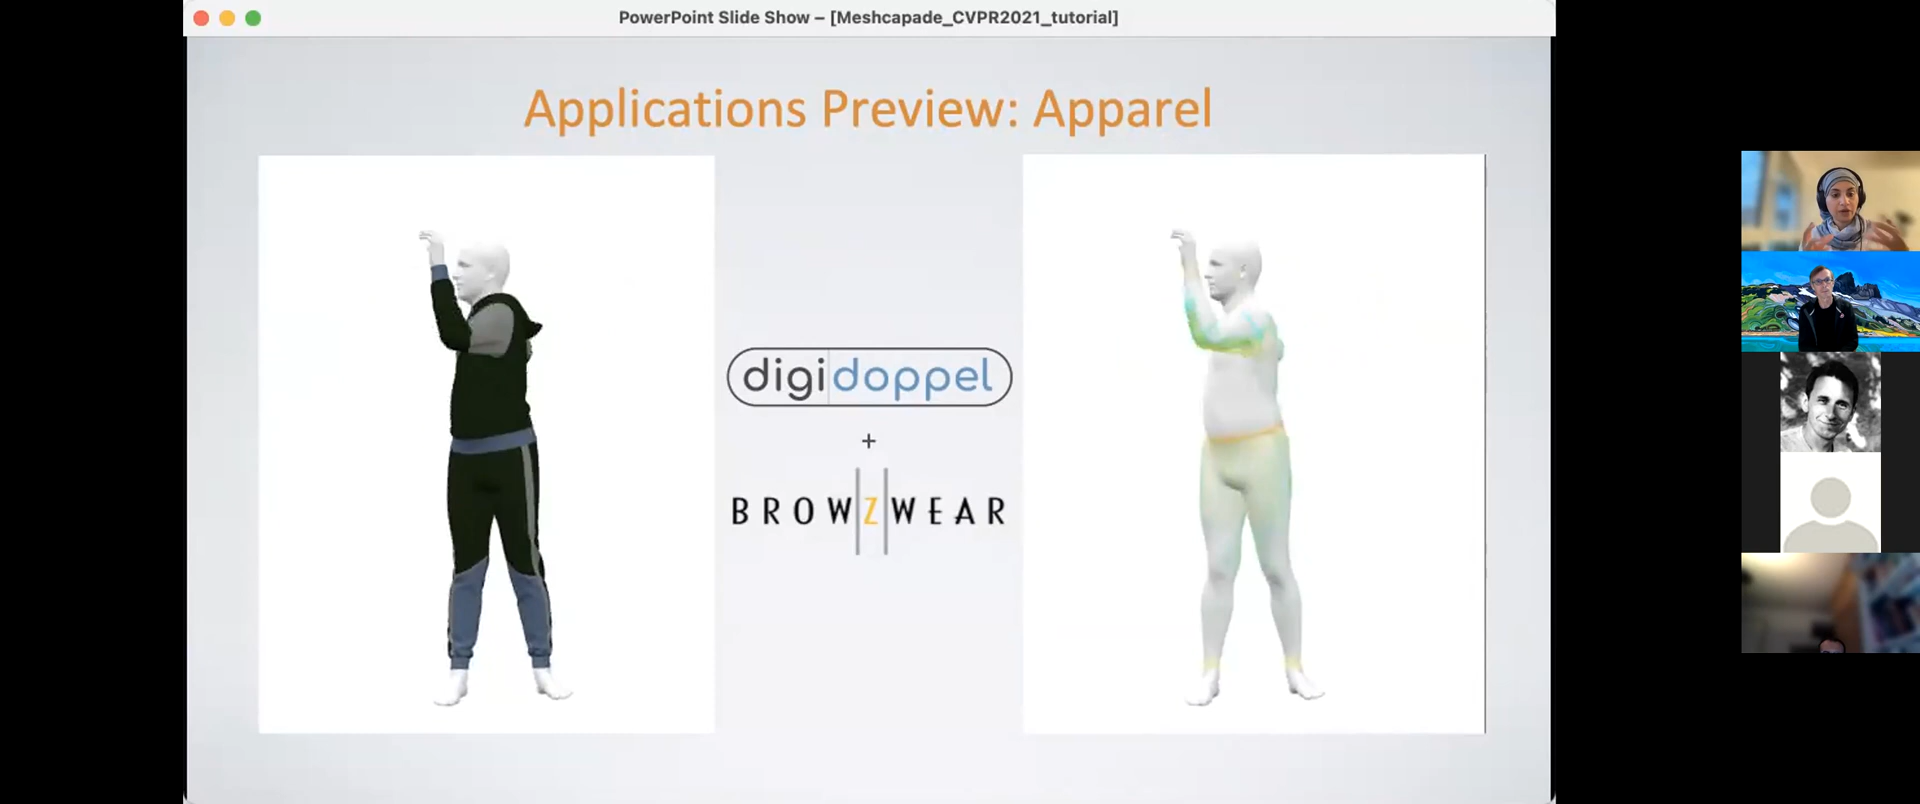 PowerPoint Slide Show – [Meshcapade_CVPR2021_tutorial]
Applications Preview: Apparel
digidoppel
+
BROWZWEAR